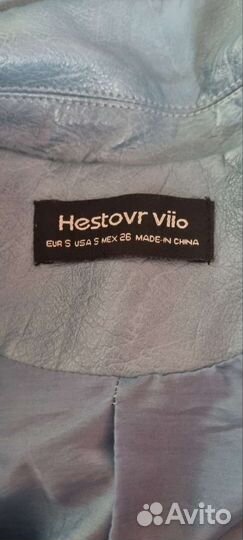 Hestovr viio
EUR S USA S MEX 26 MADE-IN CHINA
Avito